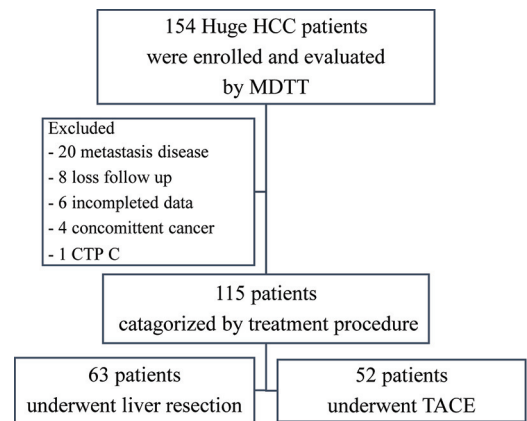 154 Huge HCC patients
were enrolled and evaluated
by MDTT
Excluded
- 20 metastasis disease
- 8 loss follow up
- 6 incompleted data
- 4 concomittent cancer
- 1 CTP C
115 patients
catagorized by treatment procedure
63 patients
underwent liver resection
52 patients
underwent TACE